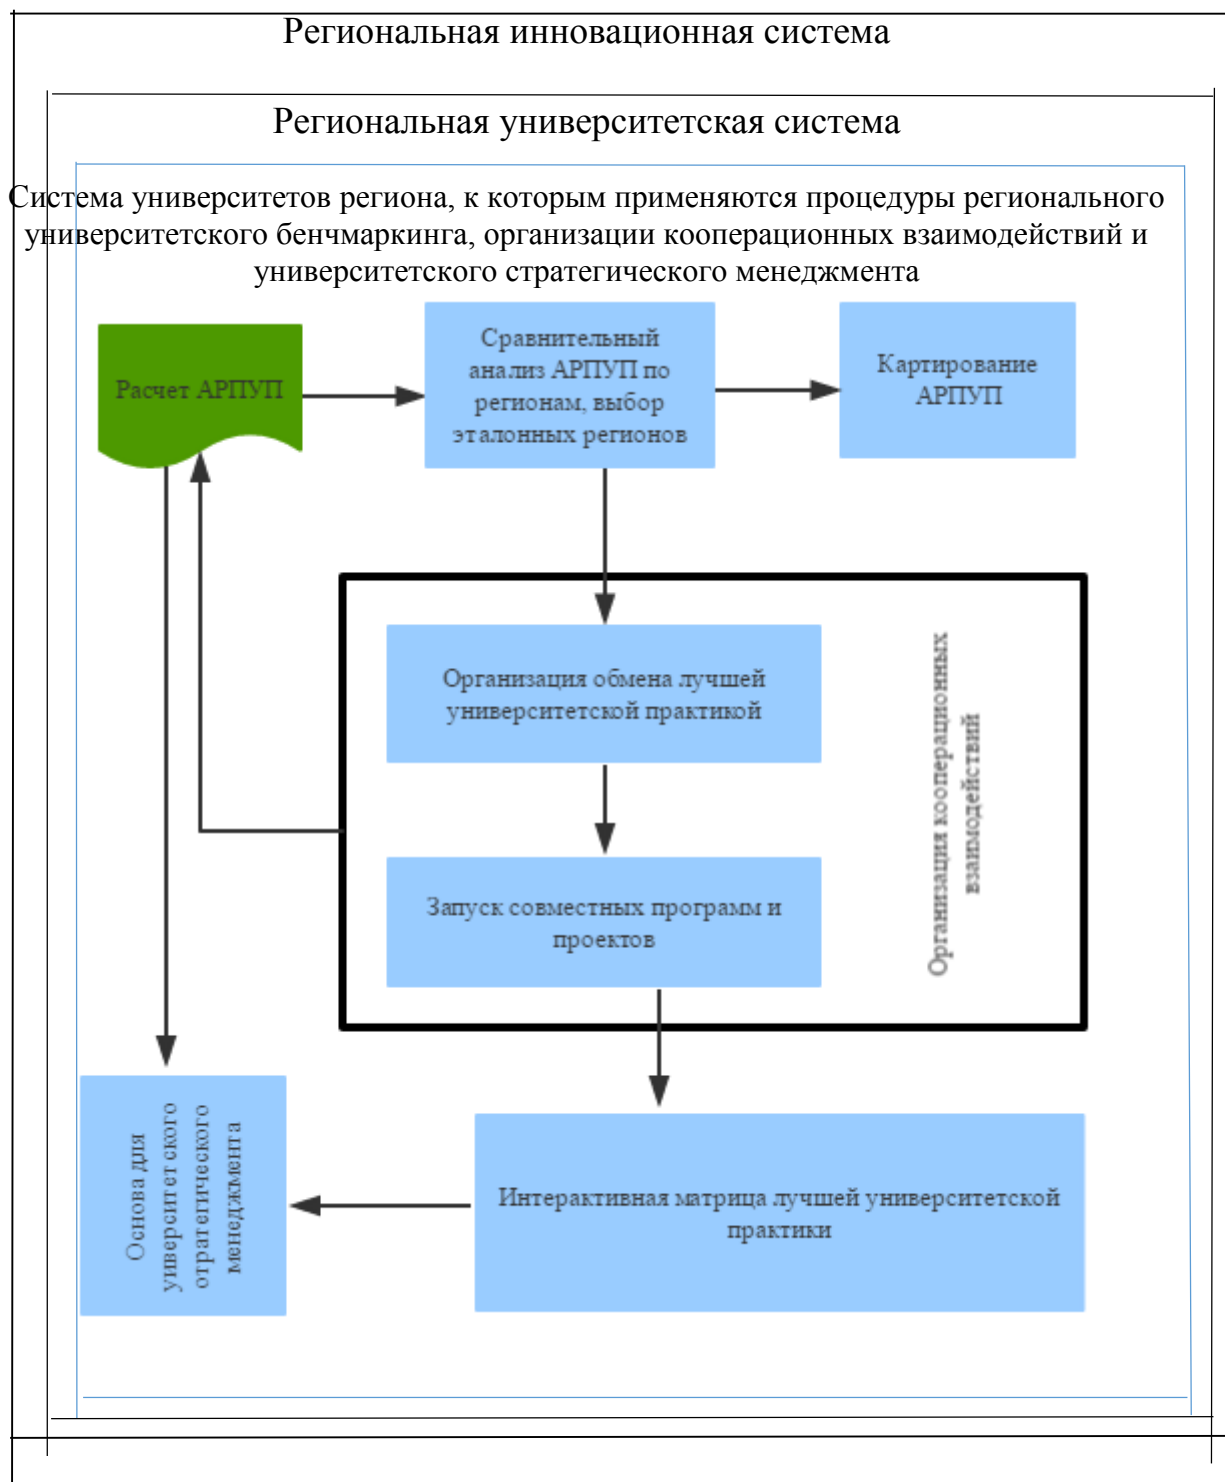 Региональная инновационная система
Региональная университетская система
Система университетов региона, к которым применяются процедуры регионального
университетского бенчмаркинга, организации кооперационных взаимодействий и
университетского стратегического менеджмента
Расчет АРПУП
Сравнительный
анализ АРПУП по
регионам, выбор
эталонных регионов
Картирование
АРПУП
Организация обмена лучшей
университетской практикой
Организация кооперационных
взаимодействий
Запуск совместных программ и
проектов
Основа для
уиверситетского
отратегического
менеджмента
Интерактивная матрица лучшей университетской
практики